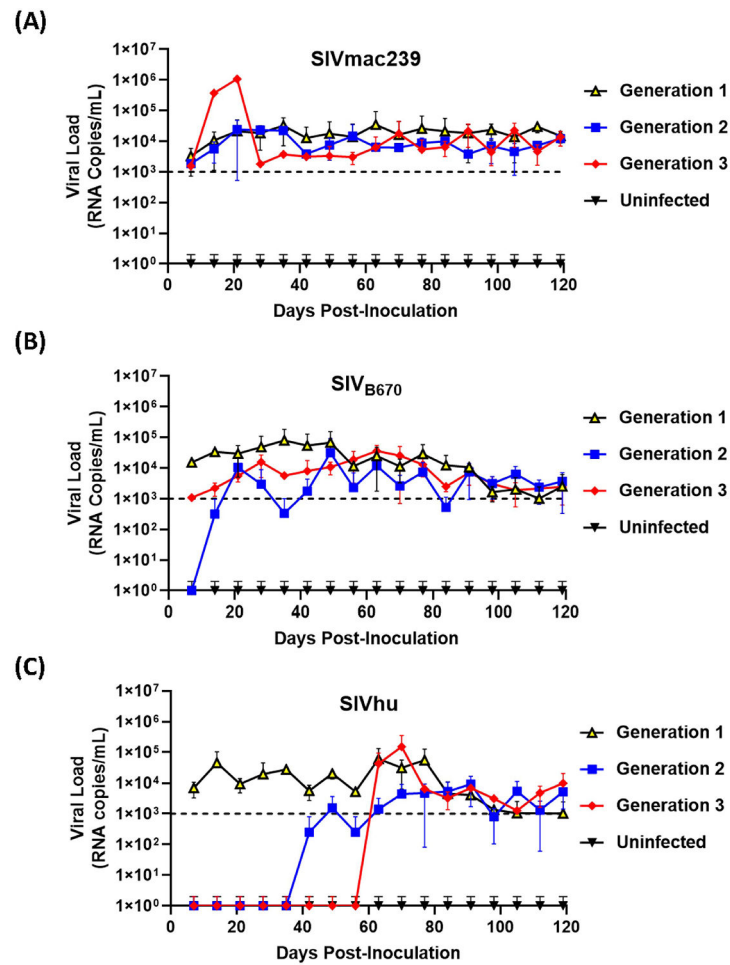 (A)
SIVmac239
Viral Load
(RNA Copies/mL)
1×10⁷
1×10⁶
1×10⁵
1×10⁴
1×10³
1×10²
1×10¹
1×10⁰
0 20 40 60 80 100 120
Days Post-Inoculation
Generation 1
Generation 2
Generation 3
Uninfected
(B)
SIV_B670
Viral Load
(RNA Copies/mL)
1×10⁷
1×10⁶
1×10⁵
1×10⁴
1×10³
1×10²
1×10¹
1×10⁰
0 20 40 60 80 100 120
Days Post-Inoculation
Generation 1
Generation 2
Generation 3
Uninfected
(C)
SIVhu
Viral Load
(RNA copies/mL)
1×10⁷
1×10⁶
1×10⁵
1×10⁴
1×10³
1×10²
1×10¹
1×10⁰
0 20 40 60 80 100 120
Days Post-Inoculation
Generation 1
Generation 2
Generation 3
Uninfected